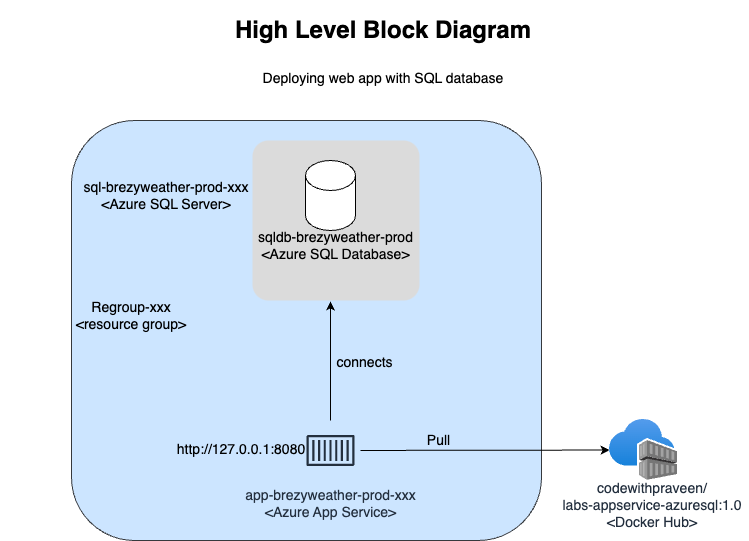 High Level Block Diagram
Deploying web app with SQL database
sql-brezyweather-prod-xxx
<Azure SQL Server>
sqldb-brezyweather-prod
<Azure SQL Database>
Regroup-xxx
<resource group>
connects
http://127.0.0.1:8080
Pull
app-brezyweather-prod-xxx
<Azure App Service>
codewithpraveen/
labs-appservice-azuresql:1.0
<Docker Hub>